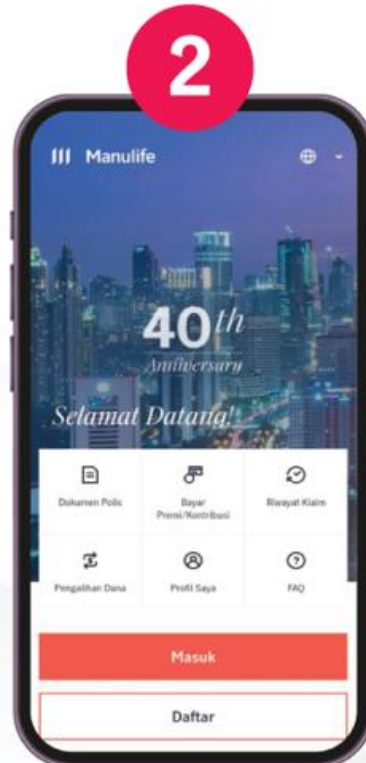 2
Manulife
40th
Anniversary
Selamat Datang!
Dokumen Polis
Bayar
Premi/Kontribusi
Riwayat Klaim
Pengalihan Dana
Profil Saya
FAQ
Masuk
Daftar